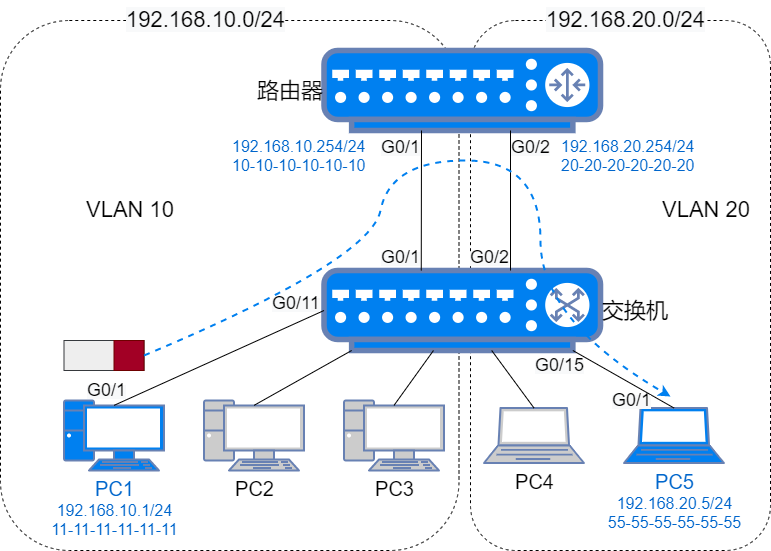 192.168.10.0/24
192.168.20.0/24
路由器
192.168.10.254/24
10-10-10-10-10-10
G0/1
G0/2
192.168.20.254/24
20-20-20-20-20-20
VLAN 10
VLAN 20
G0/1
G0/2
G0/11
交换机
G0/15
G0/1
G0/1
PC1
192.168.10.1/24
11-11-11-11-11-11
PC2
PC3
PC4
PC5
192.168.20.5/24
55-55-55-55-55-55